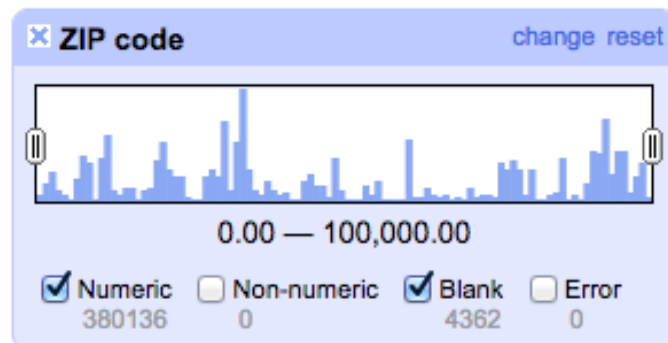 ZIP code change reset
0.00 — 100,000.00
Numeric Non-numeric Blank Error
380136 0 4362 0